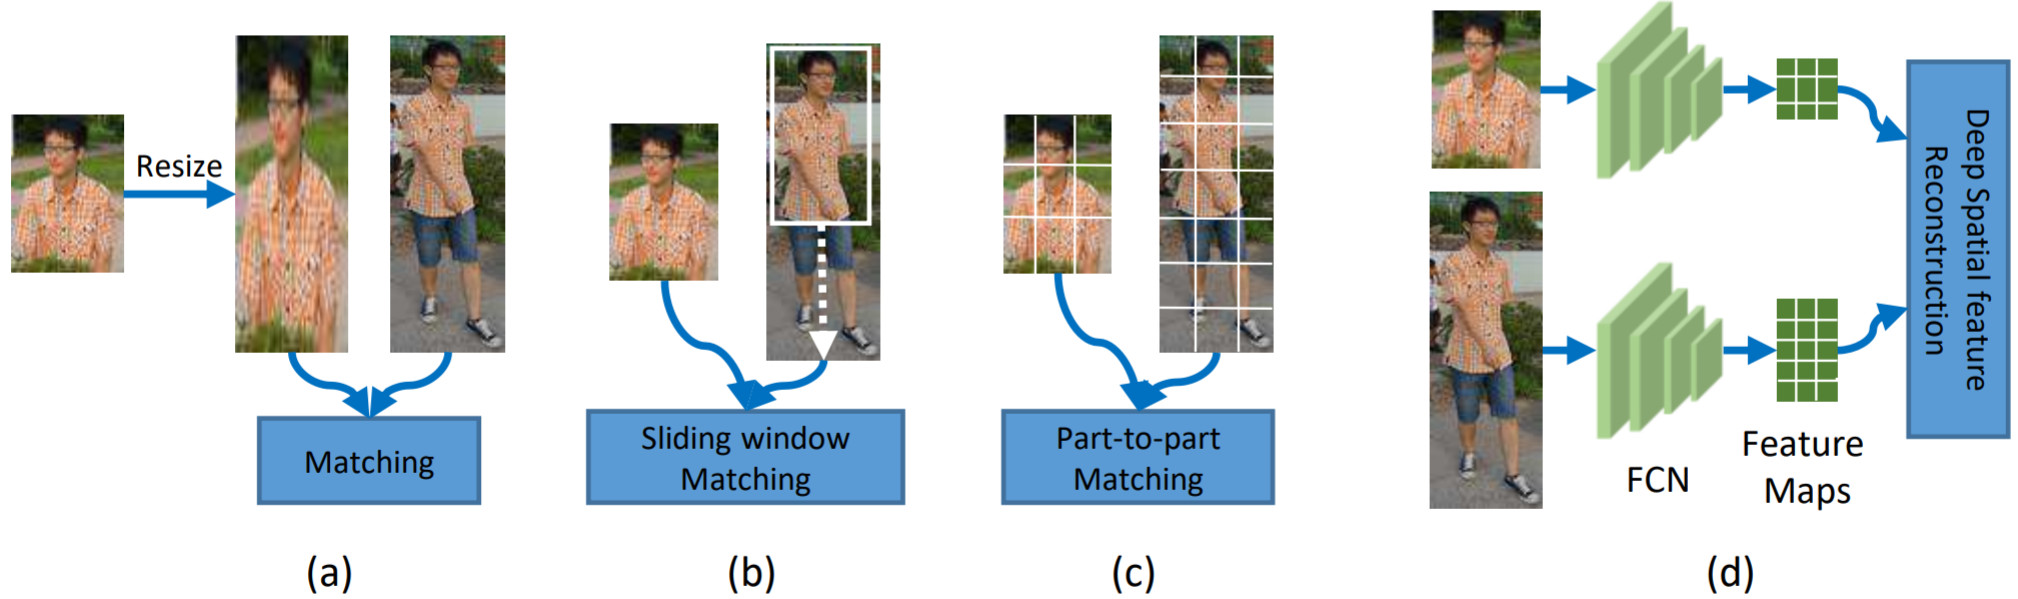 Resize
Matching
(a)
Sliding window
Matching
(b)
Part-to-part
Matching
(c)
FCN
Feature
Maps
Deep Spatial feature
Reconstruction
(d)